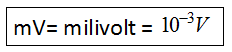 mV= milivolt = 10⁻³V